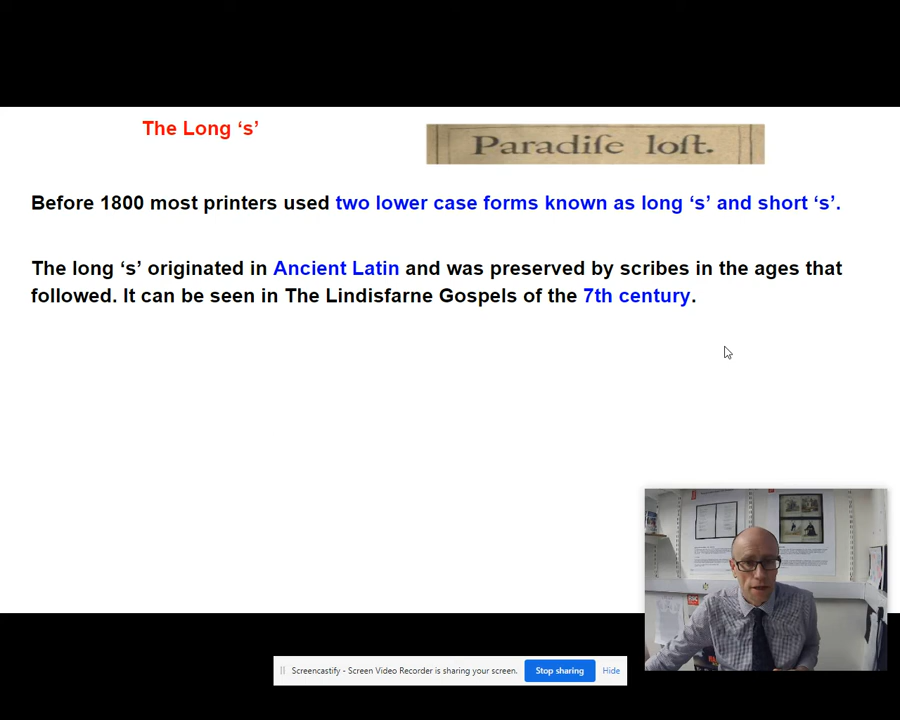 The Long ‘s’
Paradiſe loſt.
Before 1800 most printers used two lower case forms known as long ‘s’ and short ‘s’.
The long ‘s’ originated in Ancient Latin and was preserved by scribes in the ages that
followed. It can be seen in The Lindisfarne Gospels of the 7th century.
Screencastify - Screen Video Recorder is sharing your screen.
Stop sharing
Hide